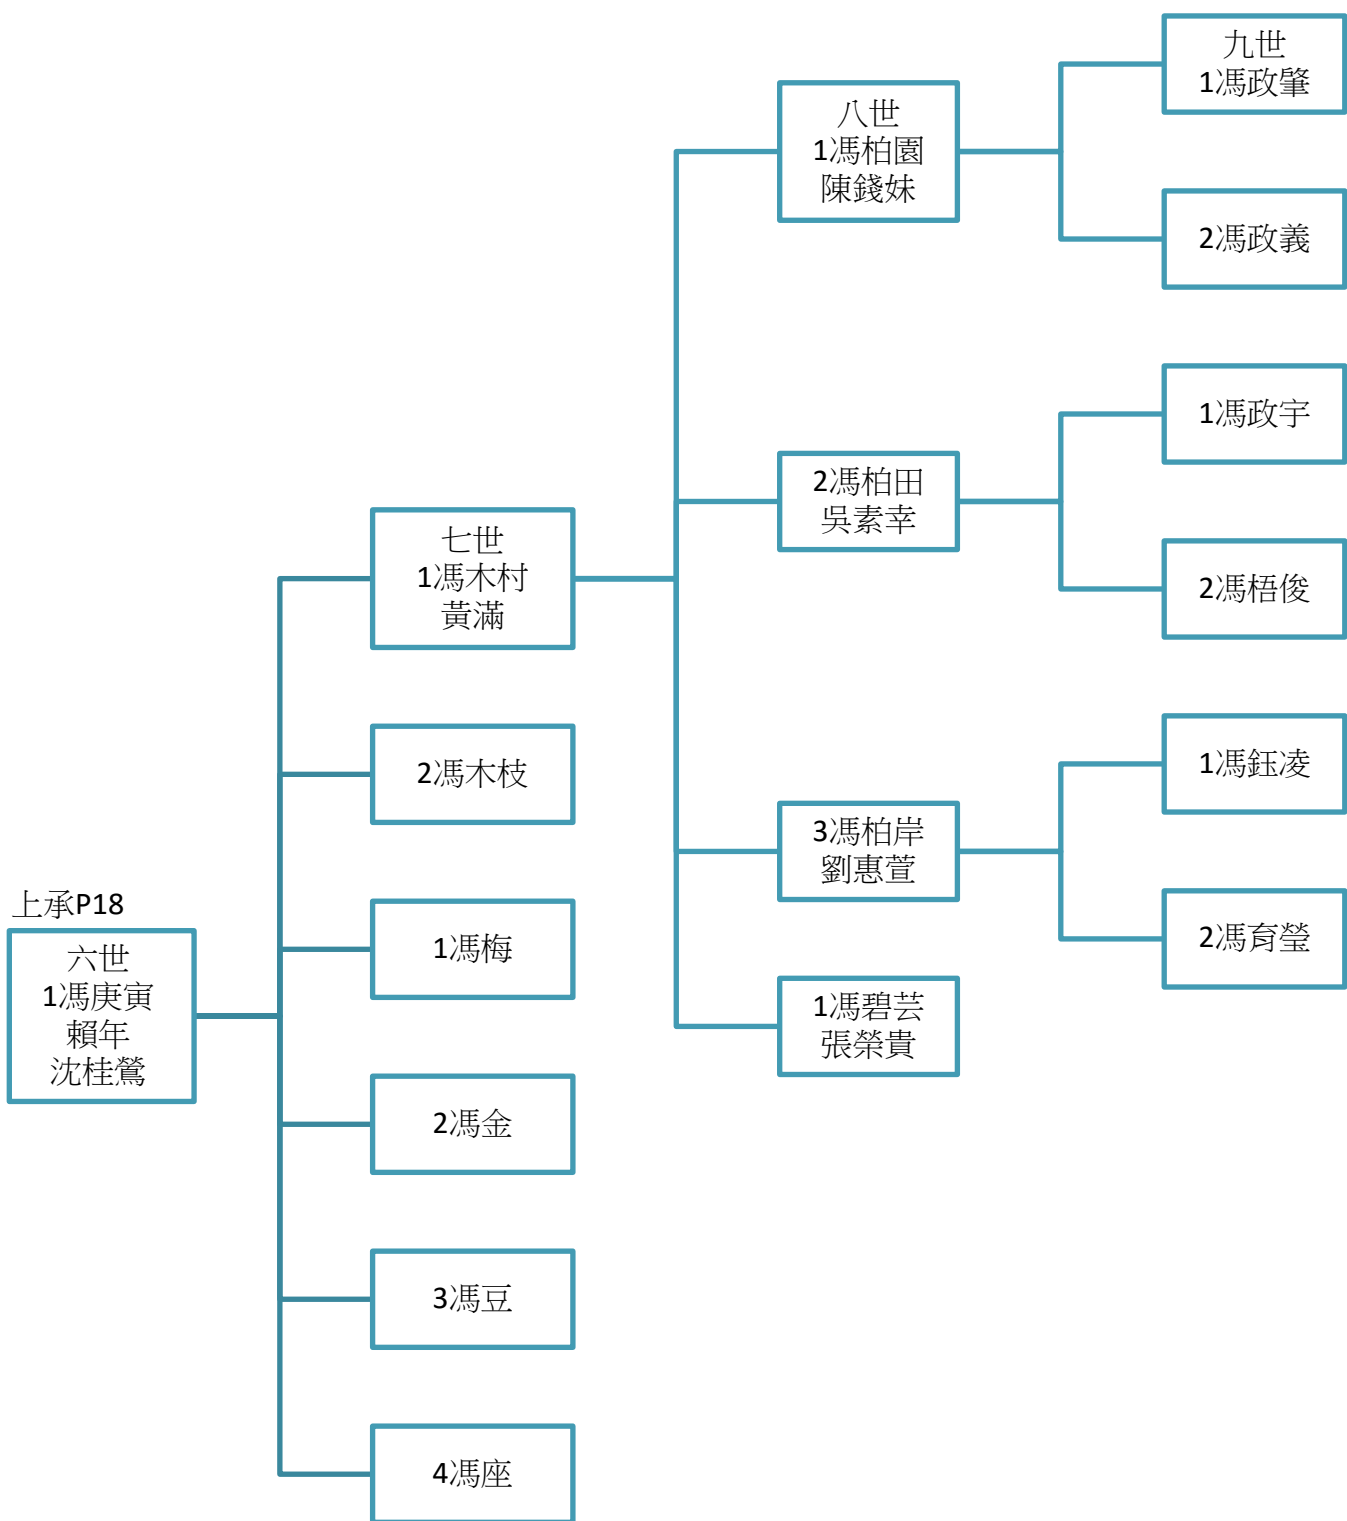 上承P18
六世
1馮庚寅
賴年
沈桂鶯
七世
1馮木村
黃滿
2馮木枝
1馮梅
2馮金
3馮豆
4馮座
八世
1馮柏園
陳錢妹
2馮柏田
吳素幸
3馮柏岸
劉惠萱
1馮碧芸
張榮貴
九世
1馮政肇
2馮政義
1馮政宇
2馮梧俊
1馮鈺凌
2馮育瑩